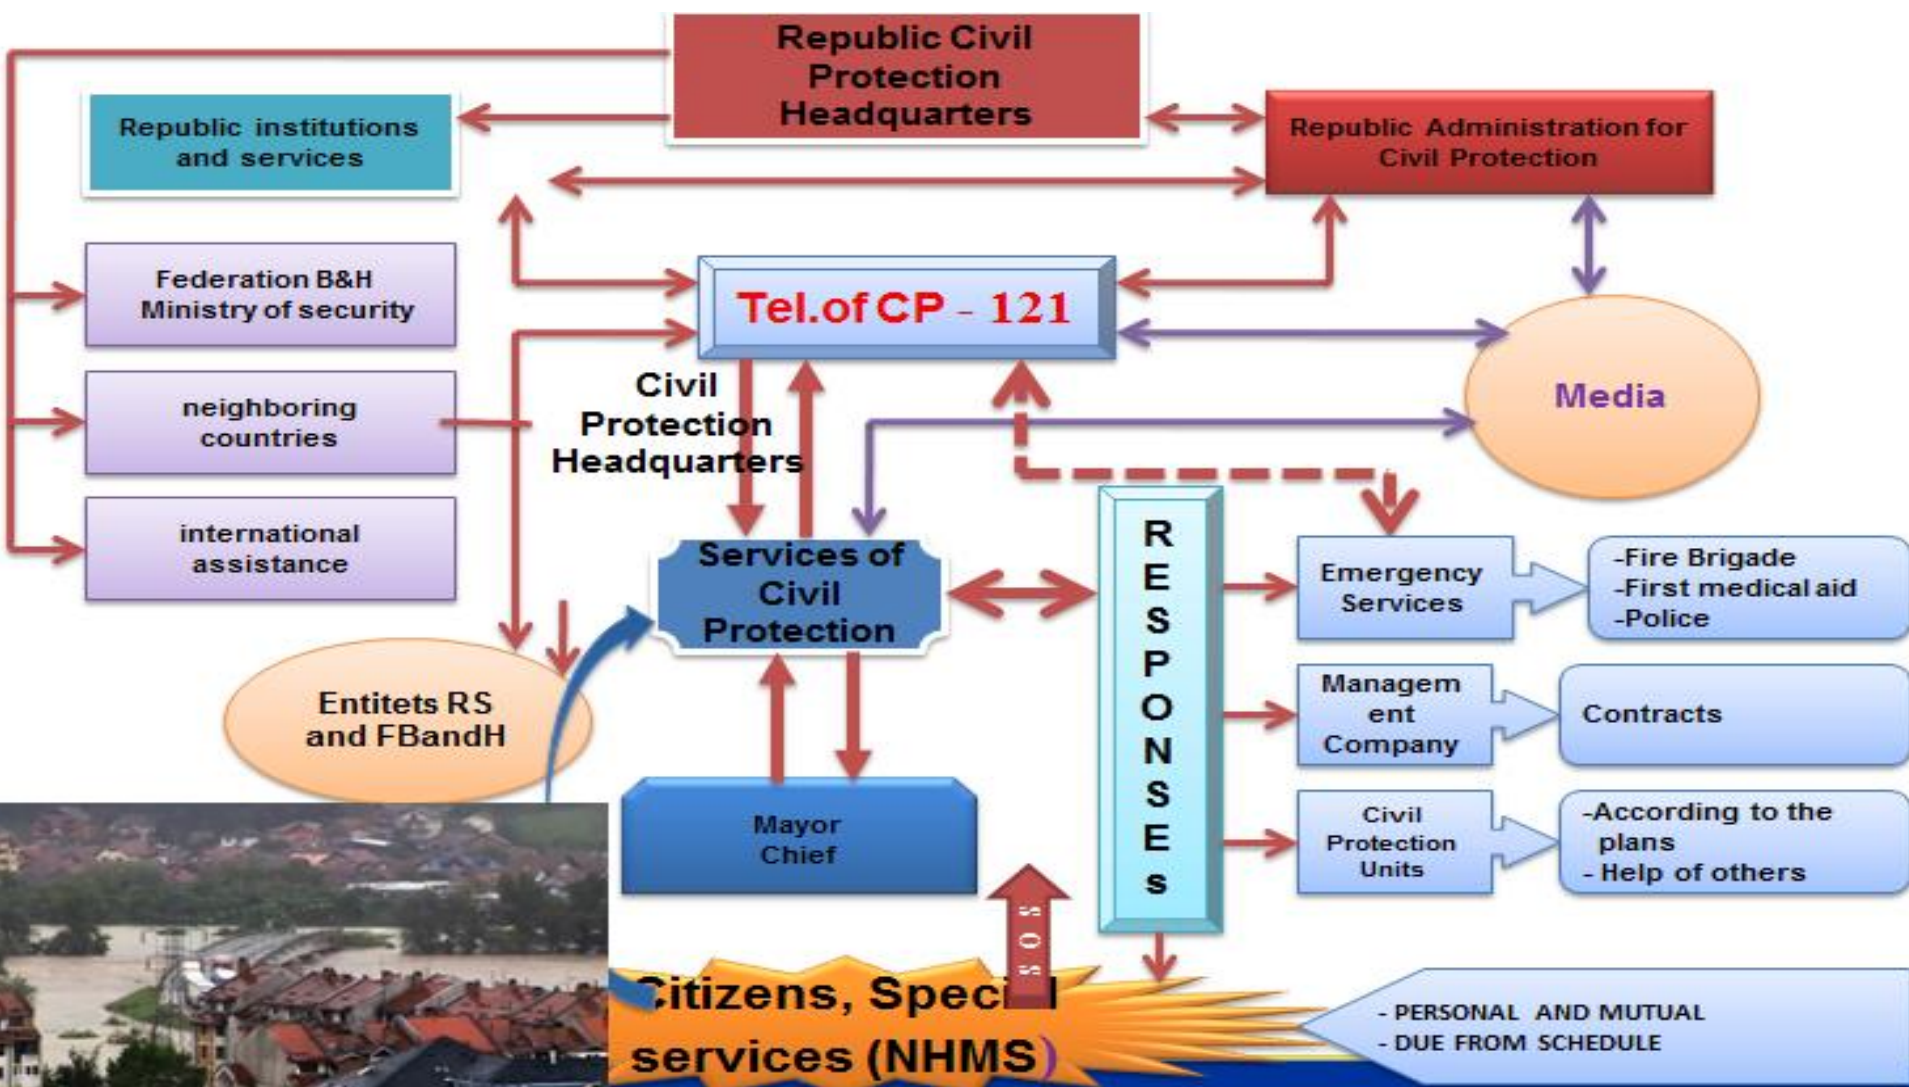 Republic Civil
Protection
Headquarters
Republic institutions
and services
Republic Administration for
Civil Protection
Federation B&H
Ministry of security
Tel.of CP - 121
Media
neighboring
countries
Civil
Protection
Headquarters
international
assistance
Services of
Civil
Protection
R
E
S
P
O
N
S
E
s
Emergency
Services
-Fire Brigade
-First medical aid
-Police
Entitets RS
and FBandH
Managem
ent
Company
Contracts
Mayor
Chief
Civil
Protection
Units
-According to the
plans
- Help of others
S O S
Citizens,
services (NHMS)
- PERSONAL AND MUTUAL
- DUE FROM SCHEDULE